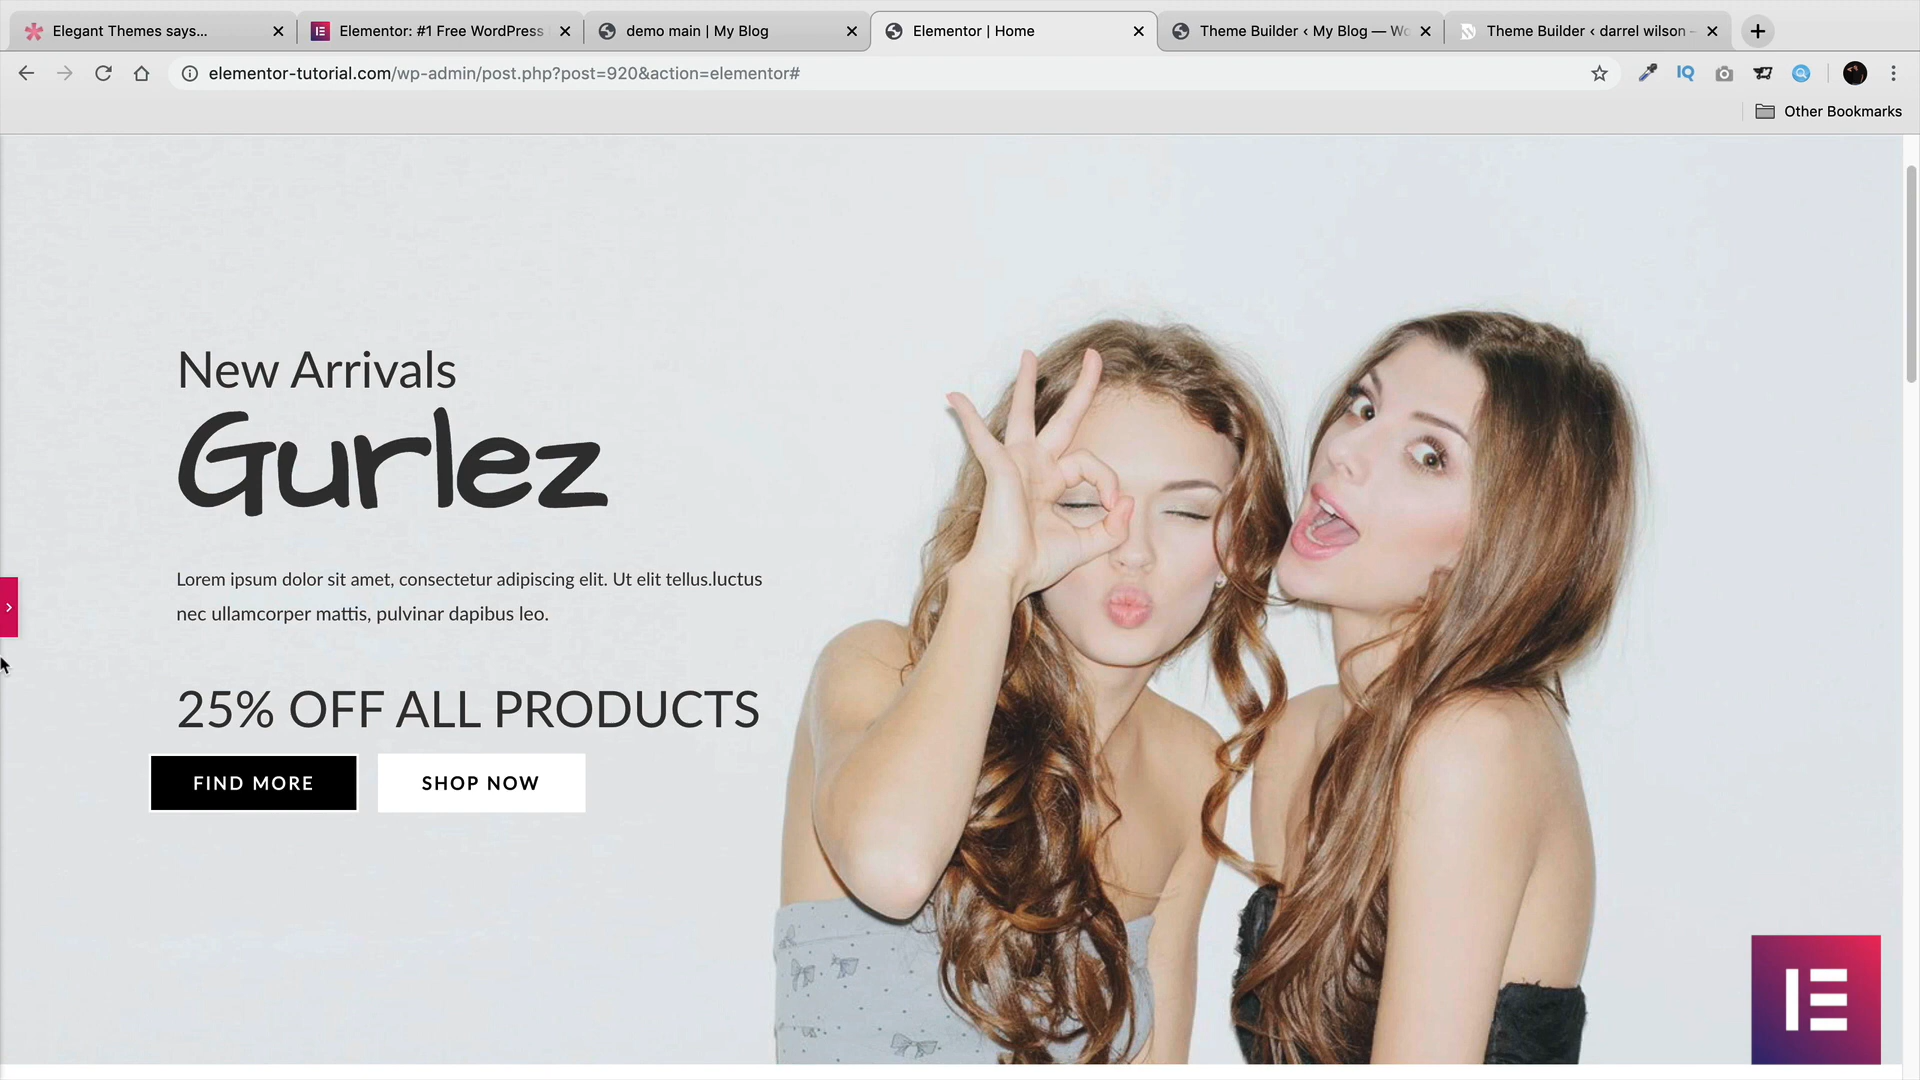 Elegant Themes says...
Elementor: #1 Free WordPress
demo main | My Blog
Elementor | Home
Theme Builder ‹ My Blog — Wo
Theme Builder ‹ darrel wilson -
elementor-tutorial.com/wp-admin/post.php?post=920&action=elementor#
IQ
Other Bookmarks
New Arrivals
Gurlez
Lorem ipsum dolor sit amet, consectetur adipiscing elit. Ut elit tellus.luctus
nec ullamcorper mattis, pulvinar dapibus leo.
25% OFF ALL PRODUCTS
FIND MORE
SHOP NOW